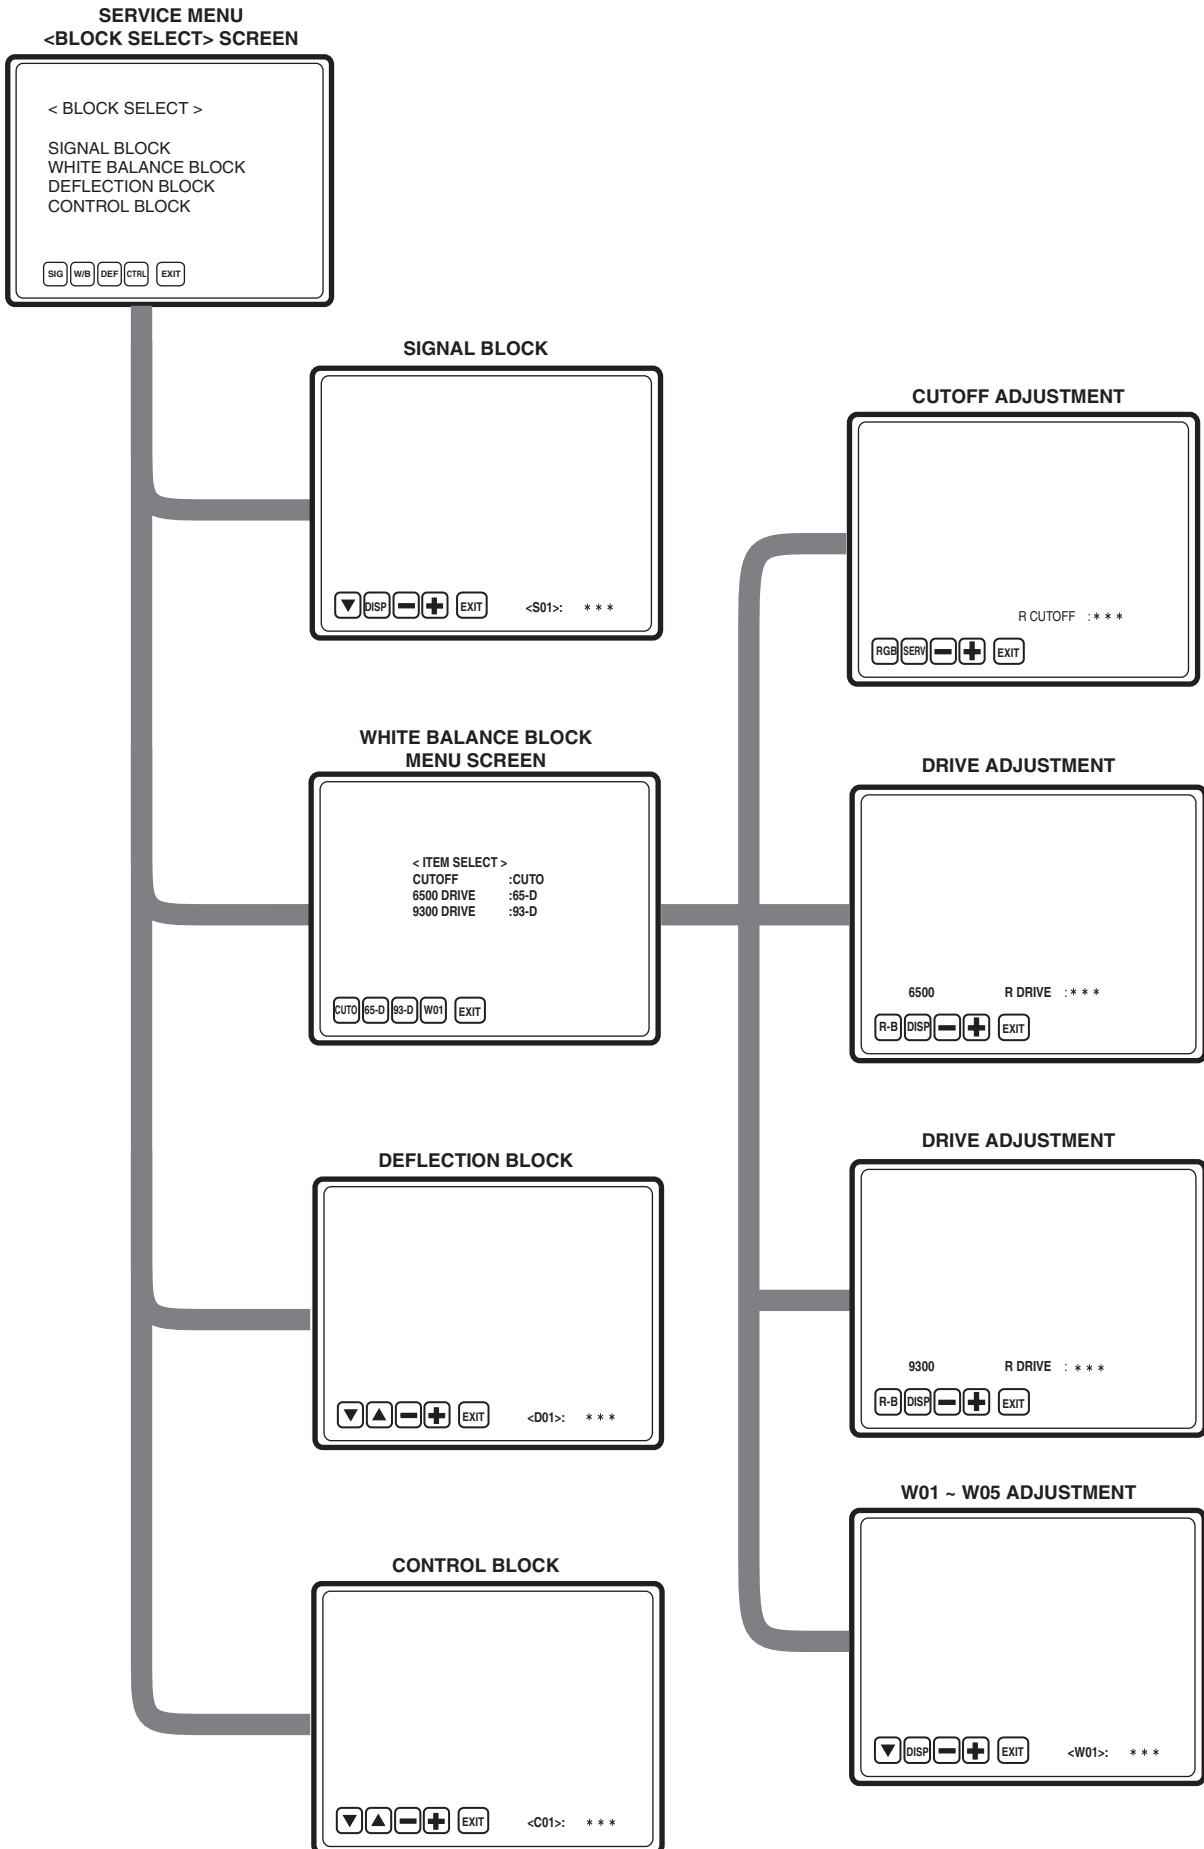 SERVICE MENU
<BLOCK SELECT> SCREEN
< BLOCK SELECT >
SIGNAL BLOCK
WHITE BALANCE BLOCK
DEFLECTION BLOCK
CONTROL BLOCK
SIG W/B DEF CTRL EXIT
SIGNAL BLOCK
▼ DISP − + EXIT <S01>: * * *
WHITE BALANCE BLOCK
MENU SCREEN
< ITEM SELECT >
CUTOFF :CUTO
6500 DRIVE :65-D
9300 DRIVE :93-D
CUTO 65-D 93-D W01 EXIT
DEFLECTION BLOCK
▼ ▲ − + EXIT <D01>: * * *
CONTROL BLOCK
▼ ▲ − + EXIT <C01>: * * *
CUTOFF ADJUSTMENT
R CUTOFF : * * *
RGB SERV − + EXIT
DRIVE ADJUSTMENT
6500 R DRIVE : * * *
R-B DISP − + EXIT
DRIVE ADJUSTMENT
9300 R DRIVE : * * *
R-B DISP − + EXIT
W01 ~ W05 ADJUSTMENT
▼ DISP − + EXIT <W01>: * * *